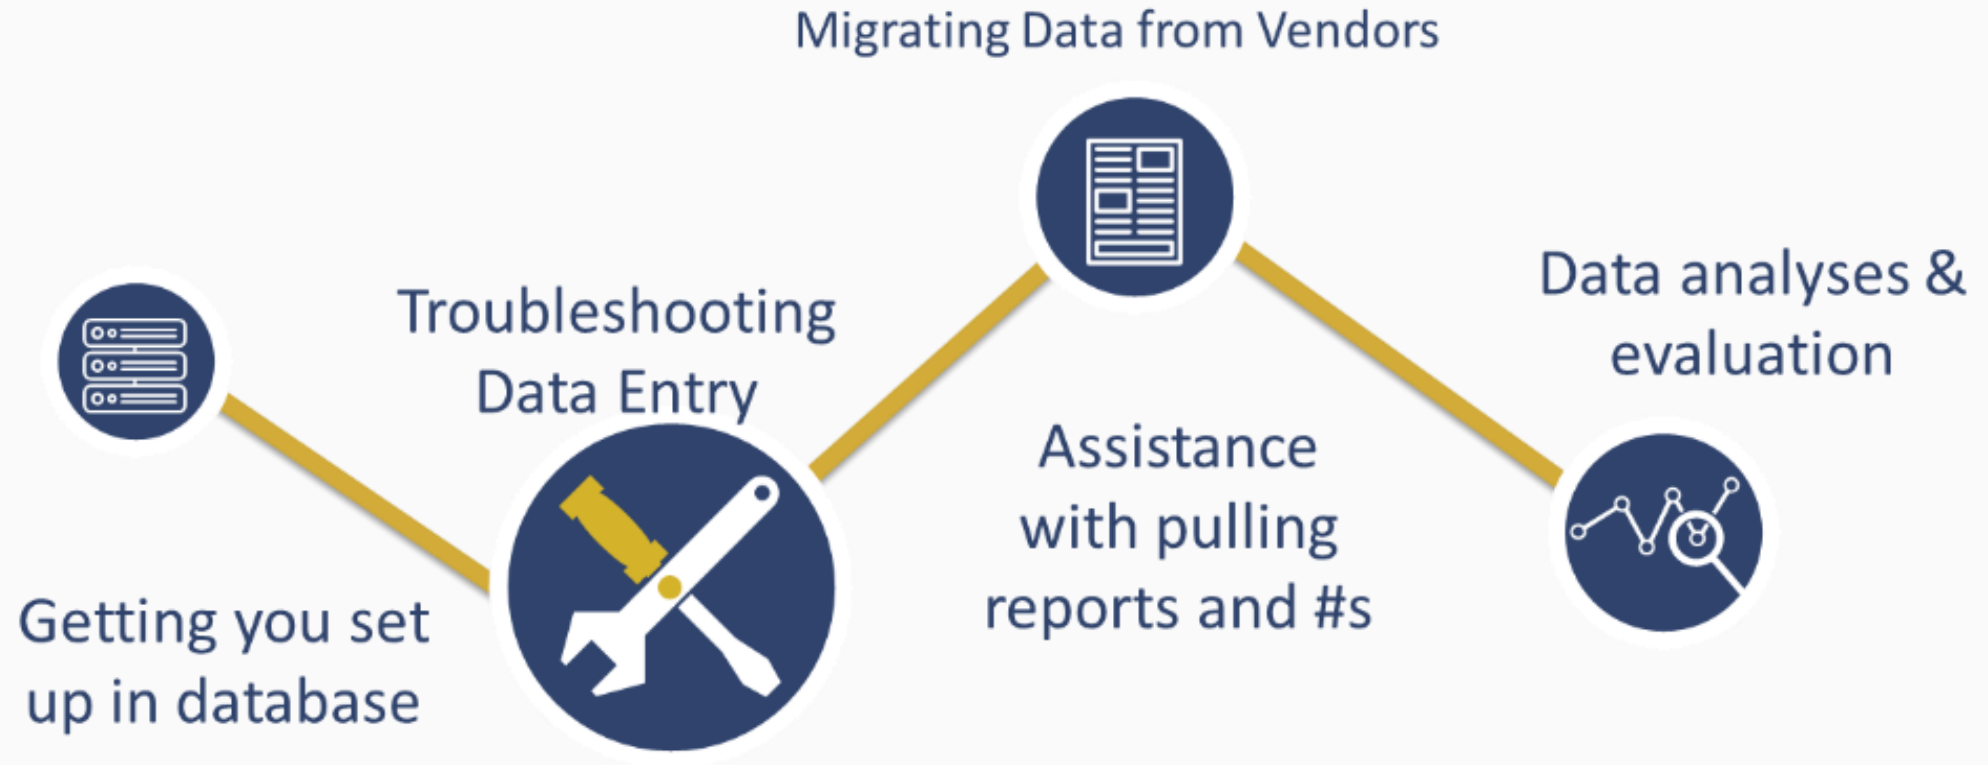 Migrating Data from Vendors
Troubleshooting
Data Entry
Getting you set
up in database
Assistance
with pulling
reports and #s
Data analyses &
evaluation